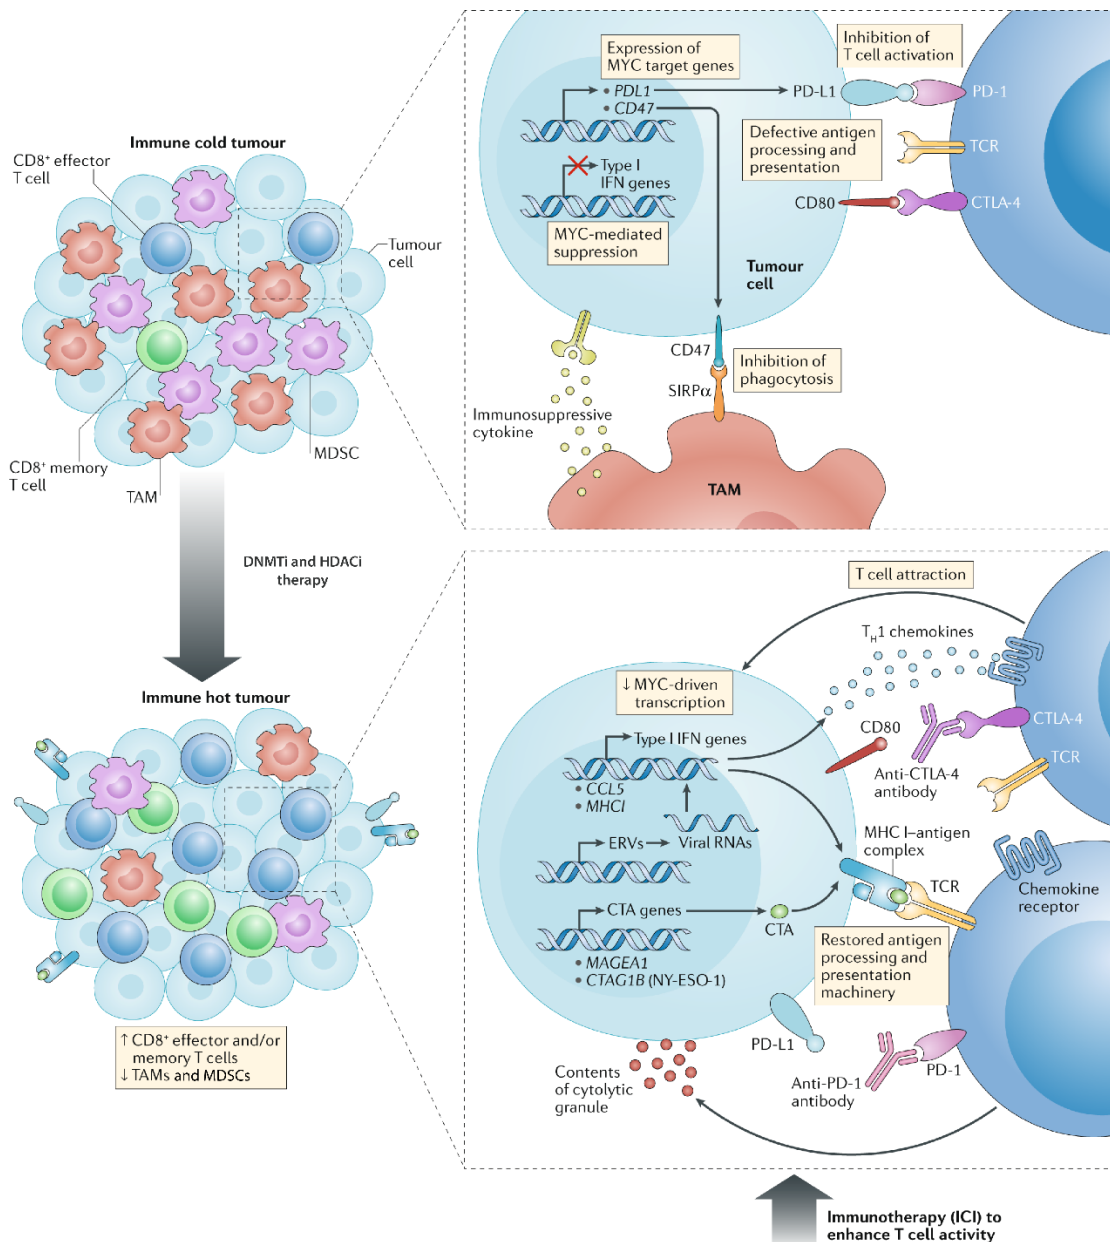 Immune cold tumour
CD8⁺ effector
T cell
Tumour
cell
CD8⁺ memory
T cell
TAM
MDSC
Expression of
MYC target genes
• PDL1
• CD47
Type I
IFN genes
MYC-mediated
suppression
Inhibition of
T cell activation
PD-L1
PD-1
Defective antigen
processing and
presentation
TCR
CD80
CTLA-4
Tumour
cell
CD47
SIRPα
Inhibition of
phagocytosis
Immunosuppressive
cytokine
TAM
DNMTi and HDACi
therapy
Immune hot tumour
↑ CD8⁺ effector and/or
memory T cells
↓ TAMs and MDSCs
T cell attraction
TH1 chemokines
↓ MYC-driven
transcription
Type I IFN genes
• CCL5
• MHCI
ERVs
Viral RNAs
CTA genes
CTA
• MAGEA1
• CTAG1B (NY-ESO-1)
CD80
CTLA-4
Anti-CTLA-4
antibody
TCR
MHC I–antigen
complex
TCR
Chemokine
receptor
Restored antigen
processing and
presentation
machinery
PD-L1
PD-1
Anti-PD-1
antibody
Contents
of cytolytic
granule
Immunotherapy (ICI) to
enhance T cell activity